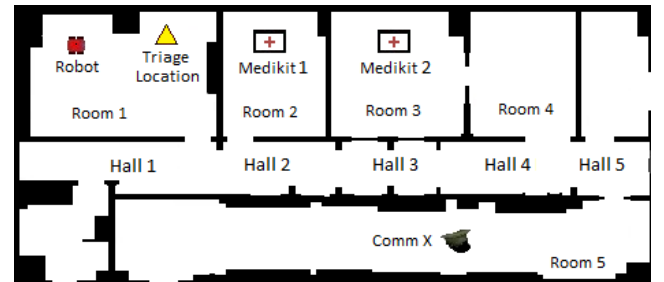 Robot
Triage
Location
Medikit 1
Medikit 2
Room 1
Room 2
Room 3
Room 4
Hall 1
Hall 2
Hall 3
Hall 4
Hall 5
Comm X
Room 5